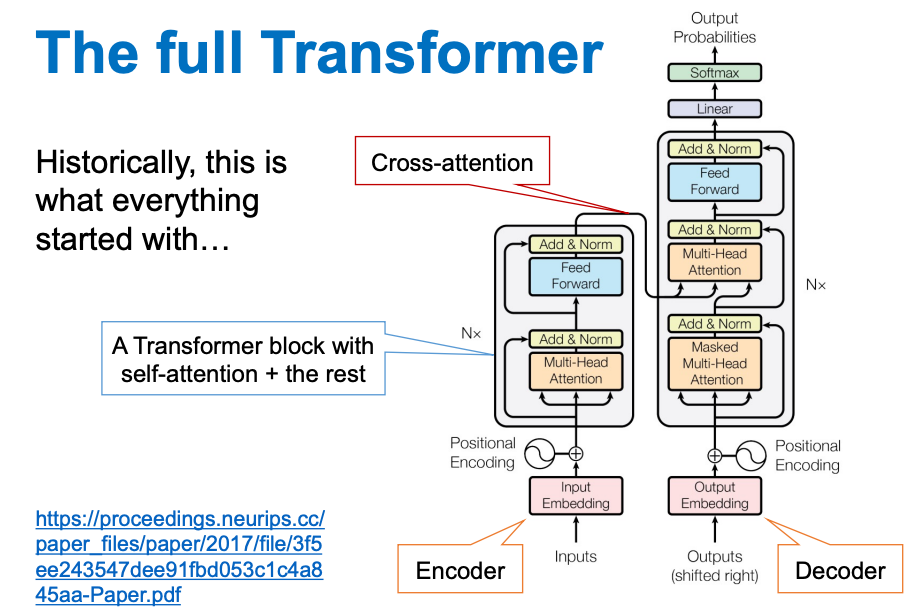 The full Transformer
Historically, this is
what everything
started with…
A Transformer block with
self-attention + the rest
https://proceedings.neurips.cc/
paper_files/paper/2017/file/3f5
ee243547dee91fbd053c1c4a8
45aa-Paper.pdf
Cross-attention
Output
Probabilities
Softmax
Linear
Add & Norm
Feed
Forward
Add & Norm
Multi-Head
Attention
Add & Norm
Masked
Multi-Head
Attention
N×
Positional
Encoding
Output
Embedding
Outputs
(shifted right)
Decoder
Add & Norm
Feed
Forward
Add & Norm
Multi-Head
Attention
N×
Positional
Encoding
Input
Embedding
Inputs
Encoder